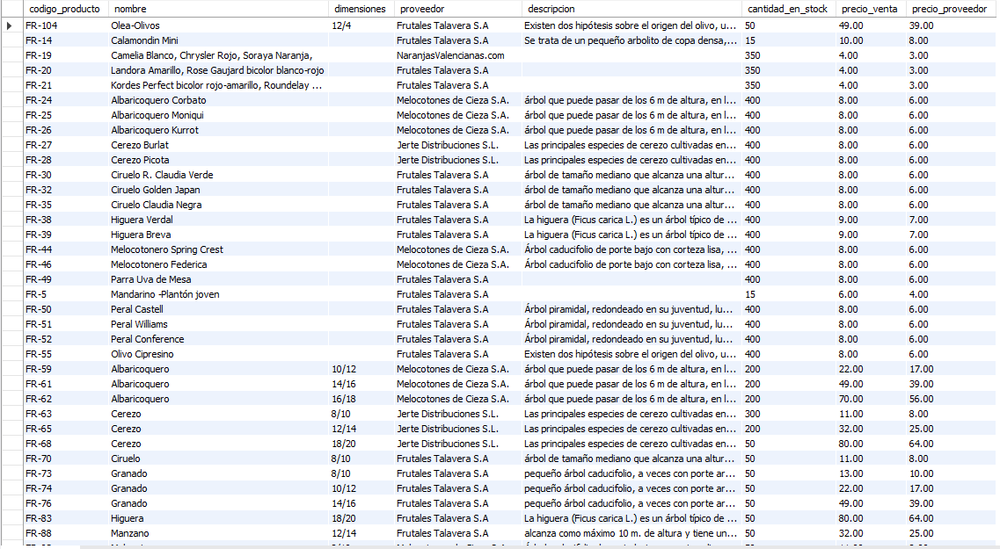 codigo_producto nombre dimensiones proveedor descripcion cantidad_en_stock precio_venta precio_proveedor
FR-104 Olea-Olivos 12/4 Frutales Talavera S.A Existen dos hipótesis sobre el origen del olivo, u... 50 49.00 39.00
FR-14 Calamondin Mini Frutales Talavera S.A Se trata de un pequeño arbolito de copa densa,... 15 10.00 8.00
FR-19 Camelia Blanco, Chrysler Rojo, Soraya Naranja, NaranjasValencianas.com 350 4.00 3.00
FR-20 Landora Amarillo, Rose Gaujard bicolor blanco-rojo Frutales Talavera S.A 350 4.00 3.00
FR-21 Kordes Perfect bicolor rojo-amarillo, Roundelay ... Frutales Talavera S.A 350 4.00 3.00
FR-24 Albaricoquero Corbato Melocotones de Cieza S.A. árbol que puede pasar de los 6 m de altura, en l... 400 8.00 6.00
FR-25 Albaricoquero Moniqui Melocotones de Cieza S.A. árbol que puede pasar de los 6 m de altura, en l... 400 8.00 6.00
FR-26 Albaricoquero Kurrot Melocotones de Cieza S.A. árbol que puede pasar de los 6 m de altura, en l... 400 8.00 6.00
FR-27 Cerezo Burlat Jerte Distribuciones S.L. Las principales especies de cerezo cultivadas en... 400 8.00 6.00
FR-28 Cerezo Picota Jerte Distribuciones S.L. Las principales especies de cerezo cultivadas en... 400 8.00 6.00
FR-30 Ciruelo R. Claudia Verde Frutales Talavera S.A árbol de tamaño mediano que alcanza una altur... 400 8.00 6.00
FR-32 Ciruelo Golden Japan Frutales Talavera S.A árbol de tamaño mediano que alcanza una altur... 400 8.00 6.00
FR-35 Ciruelo Claudia Negra Frutales Talavera S.A árbol de tamaño mediano que alcanza una altur... 400 8.00 6.00
FR-38 Higuera Verdal Frutales Talavera S.A La higuera (Ficus carica L.) es un árbol típico de ... 400 9.00 7.00
FR-39 Higuera Breva Frutales Talavera S.A La higuera (Ficus carica L.) es un árbol típico de ... 400 9.00 7.00
FR-44 Melocotonero Spring Crest Melocotones de Cieza S.A. Árbol caducifolio de porte bajo con corteza lisa, ... 400 8.00 6.00
FR-46 Melocotonero Federica Melocotones de Cieza S.A. Árbol caducifolio de porte bajo con corteza lisa, ... 400 8.00 6.00
FR-49 Parra Uva de Mesa Frutales Talavera S.A 400 8.00 6.00
FR-5 Mandarino -Plantón joven Frutales Talavera S.A 15 6.00 4.00
FR-50 Peral Castell Frutales Talavera S.A Árbol piramidal, redondeado en su juventud, lu... 400 8.00 6.00
FR-51 Peral Williams Frutales Talavera S.A Árbol piramidal, redondeado en su juventud, lu... 400 8.00 6.00
FR-52 Peral Conference Frutales Talavera S.A Árbol piramidal, redondeado en su juventud, lu... 400 8.00 6.00
FR-55 Olivo Cipresino Frutales Talavera S.A Existen dos hipótesis sobre el origen del olivo, u... 400 8.00 6.00
FR-59 Albaricoquero 10/12 Melocotones de Cieza S.A. árbol que puede pasar de los 6 m de altura, en l... 200 22.00 17.00
FR-61 Albaricoquero 14/16 Melocotones de Cieza S.A. árbol que puede pasar de los 6 m de altura, en l... 200 49.00 39.00
FR-62 Albaricoquero 16/18 Melocotones de Cieza S.A. árbol que puede pasar de los 6 m de altura, en l... 200 70.00 56.00
FR-63 Cerezo 8/10 Jerte Distribuciones S.L. Las principales especies de cerezo cultivadas en... 300 11.00 8.00
FR-65 Cerezo 12/14 Jerte Distribuciones S.L. Las principales especies de cerezo cultivadas en... 200 32.00 25.00
FR-68 Cerezo 18/20 Jerte Distribuciones S.L. Las principales especies de cerezo cultivadas en... 50 80.00 64.00
FR-70 Ciruelo 8/10 Frutales Talavera S.A árbol de tamaño mediano que alcanza una altur... 50 11.00 8.00
FR-73 Granado 8/10 Frutales Talavera S.A pequeño árbol caducifolio, a veces con porte ar... 50 13.00 10.00
FR-74 Granado 10/12 Frutales Talavera S.A pequeño árbol caducifolio, a veces con porte ar... 50 22.00 17.00
FR-76 Granado 14/16 Frutales Talavera S.A pequeño árbol caducifolio, a veces con porte ar... 50 49.00 39.00
FR-83 Higuera 18/20 Frutales Talavera S.A La higuera (Ficus carica L.) es un árbol típico de ... 50 80.00 64.00
FR-88 Manzano 12/14 Frutales Talavera S.A alcanza como máximo 10 m. de altura y tiene un... 50 32.00 25.00